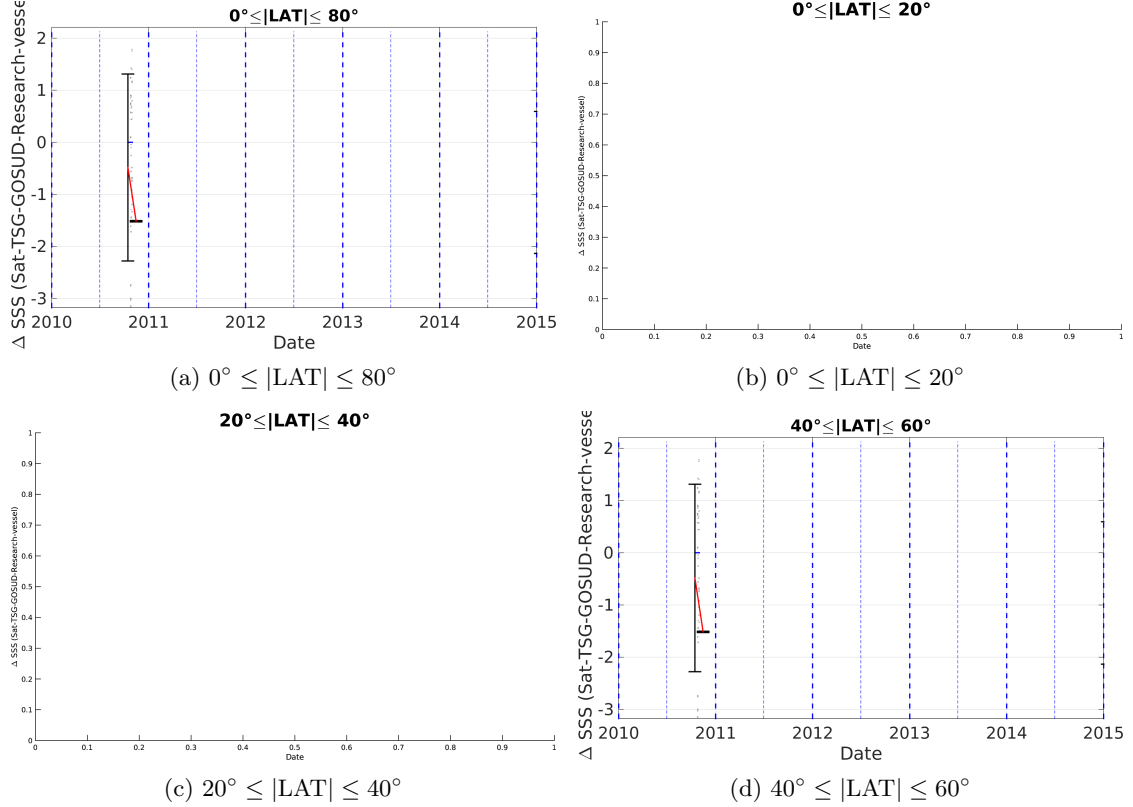 0°≤|LAT|≤ 80°
Δ SSS (Sat-TSG-GOSUD-Research-vessel)
2
1
0
-1
-2
-3
2010 2011 2012 2013 2014 2015
Date
(a) 0° ≤ |LAT| ≤ 80°
0°≤|LAT|≤ 20°
Δ SSS (Sat-TSG-GOSUD-Research-vessel)
1
0.9
0.8
0.7
0.6
0.5
0.4
0.3
0.2
0.1
0
0 0.1 0.2 0.3 0.4 0.5 0.6 0.7 0.8 0.9 1
Date
(b) 0° ≤ |LAT| ≤ 20°
20°≤|LAT|≤ 40°
Δ SSS (Sat-TSG-GOSUD-Research-vessel)
1
0.9
0.8
0.7
0.6
0.5
0.4
0.3
0.2
0.1
0
0 0.1 0.2 0.3 0.4 0.5 0.6 0.7 0.8 0.9 1
Date
(c) 20° ≤ |LAT| ≤ 40°
40°≤|LAT|≤ 60°
Δ SSS (Sat-TSG-GOSUD-Research-vesse
2
1
0
-1
-2
-3
2010 2011 2012 2013 2014 2015
Date
(d) 40° ≤ |LAT| ≤ 60°